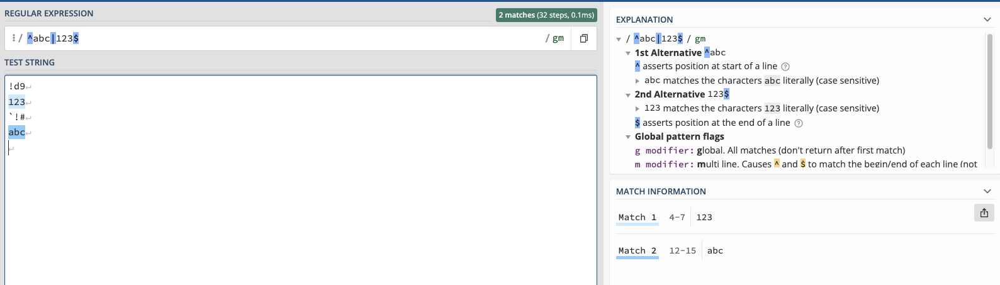 REGULAR EXPRESSION
2 matches (32 steps, 0.1ms)
/ ^abc|123$ / gm
TEST STRING
!d9↵
123↵
`!#↵
abc↵
↵
EXPLANATION
/ ^abc|123$ / gm
1st Alternative ^abc
^ asserts position at start of a line ?
abc matches the characters abc literally (case sensitive)
2nd Alternative 123$
123 matches the characters 123 literally (case sensitive)
$ asserts position at the end of a line ?
Global pattern flags
g modifier: global. All matches (don't return after first match)
m modifier: multi line. Causes ^ and $ to match the begin/end of each line (not
MATCH INFORMATION
Match 1 4-7 123
Match 2 12-15 abc